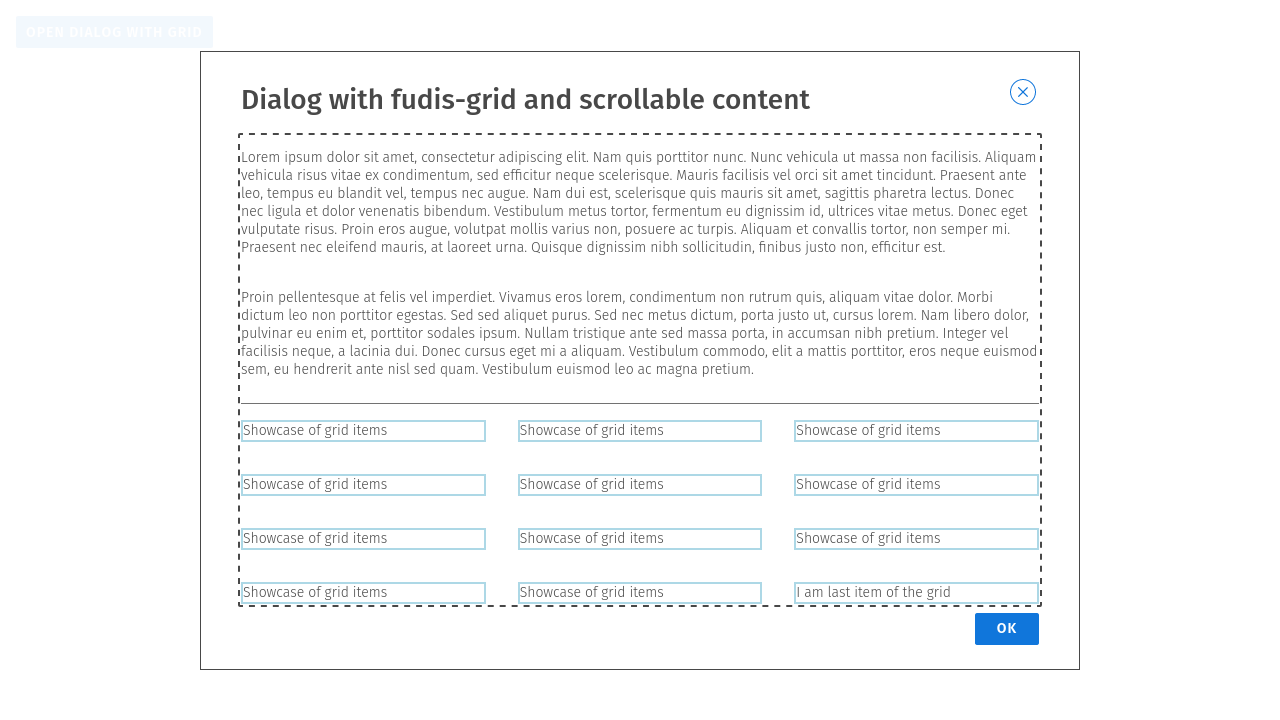 OPEN DIALOG WITH GRID
Dialog with fudis-grid and scrollable content
Lorem ipsum dolor sit amet, consectetur adipiscing elit. Nam quis porttitor nunc. Nunc vehicula ut massa non facilisis. Aliquam
vehicula risus vitae ex condimentum, sed efficitur neque scelerisque. Mauris facilisis vel orci sit amet tincidunt. Praesent ante
leo, tempus eu blandit vel, tempus nec augue. Nam dui est, scelerisque quis mauris sit amet, sagittis pharetra lectus. Donec
nec ligula et dolor venenatis bibendum. Vestibulum metus tortor, fermentum eu dignissim id, ultrices vitae metus. Donec eget
vulputate risus. Proin eros augue, volutpat mollis varius non, posuere ac turpis. Aliquam et convallis tortor, non semper mi.
Praesent nec eleifend mauris, at laoreet urna. Quisque dignissim nibh sollicitudin, finibus justo non, efficitur est.
Proin pellentesque at felis vel imperdiet. Vivamus eros lorem, condimentum non rutrum quis, aliquam vitae dolor. Morbi
dictum leo non porttitor egestas. Sed sed aliquet purus. Sed nec metus dictum, porta justo ut, cursus lorem. Nam libero dolor,
pulvinar eu enim et, porttitor sodales ipsum. Nullam tristique ante sed massa porta, in accumsan nibh pretium. Integer vel
facilisis neque, a lacinia dui. Donec cursus eget mi a aliquam. Vestibulum commodo, elit a mattis porttitor, eros neque euismod
sem, eu hendrerit ante nisl sed quam. Vestibulum euismod leo ac magna pretium.
Showcase of grid items
Showcase of grid items
Showcase of grid items
Showcase of grid items
Showcase of grid items
Showcase of grid items
Showcase of grid items
Showcase of grid items
Showcase of grid items
Showcase of grid items
Showcase of grid items
I am last item of the grid
OK